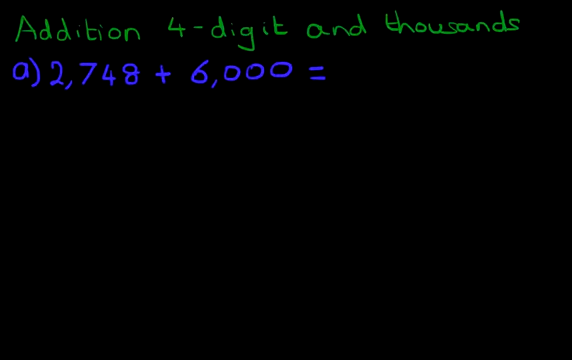 Addition 4-digit and thousands
a) 2,748 + 6,000 =